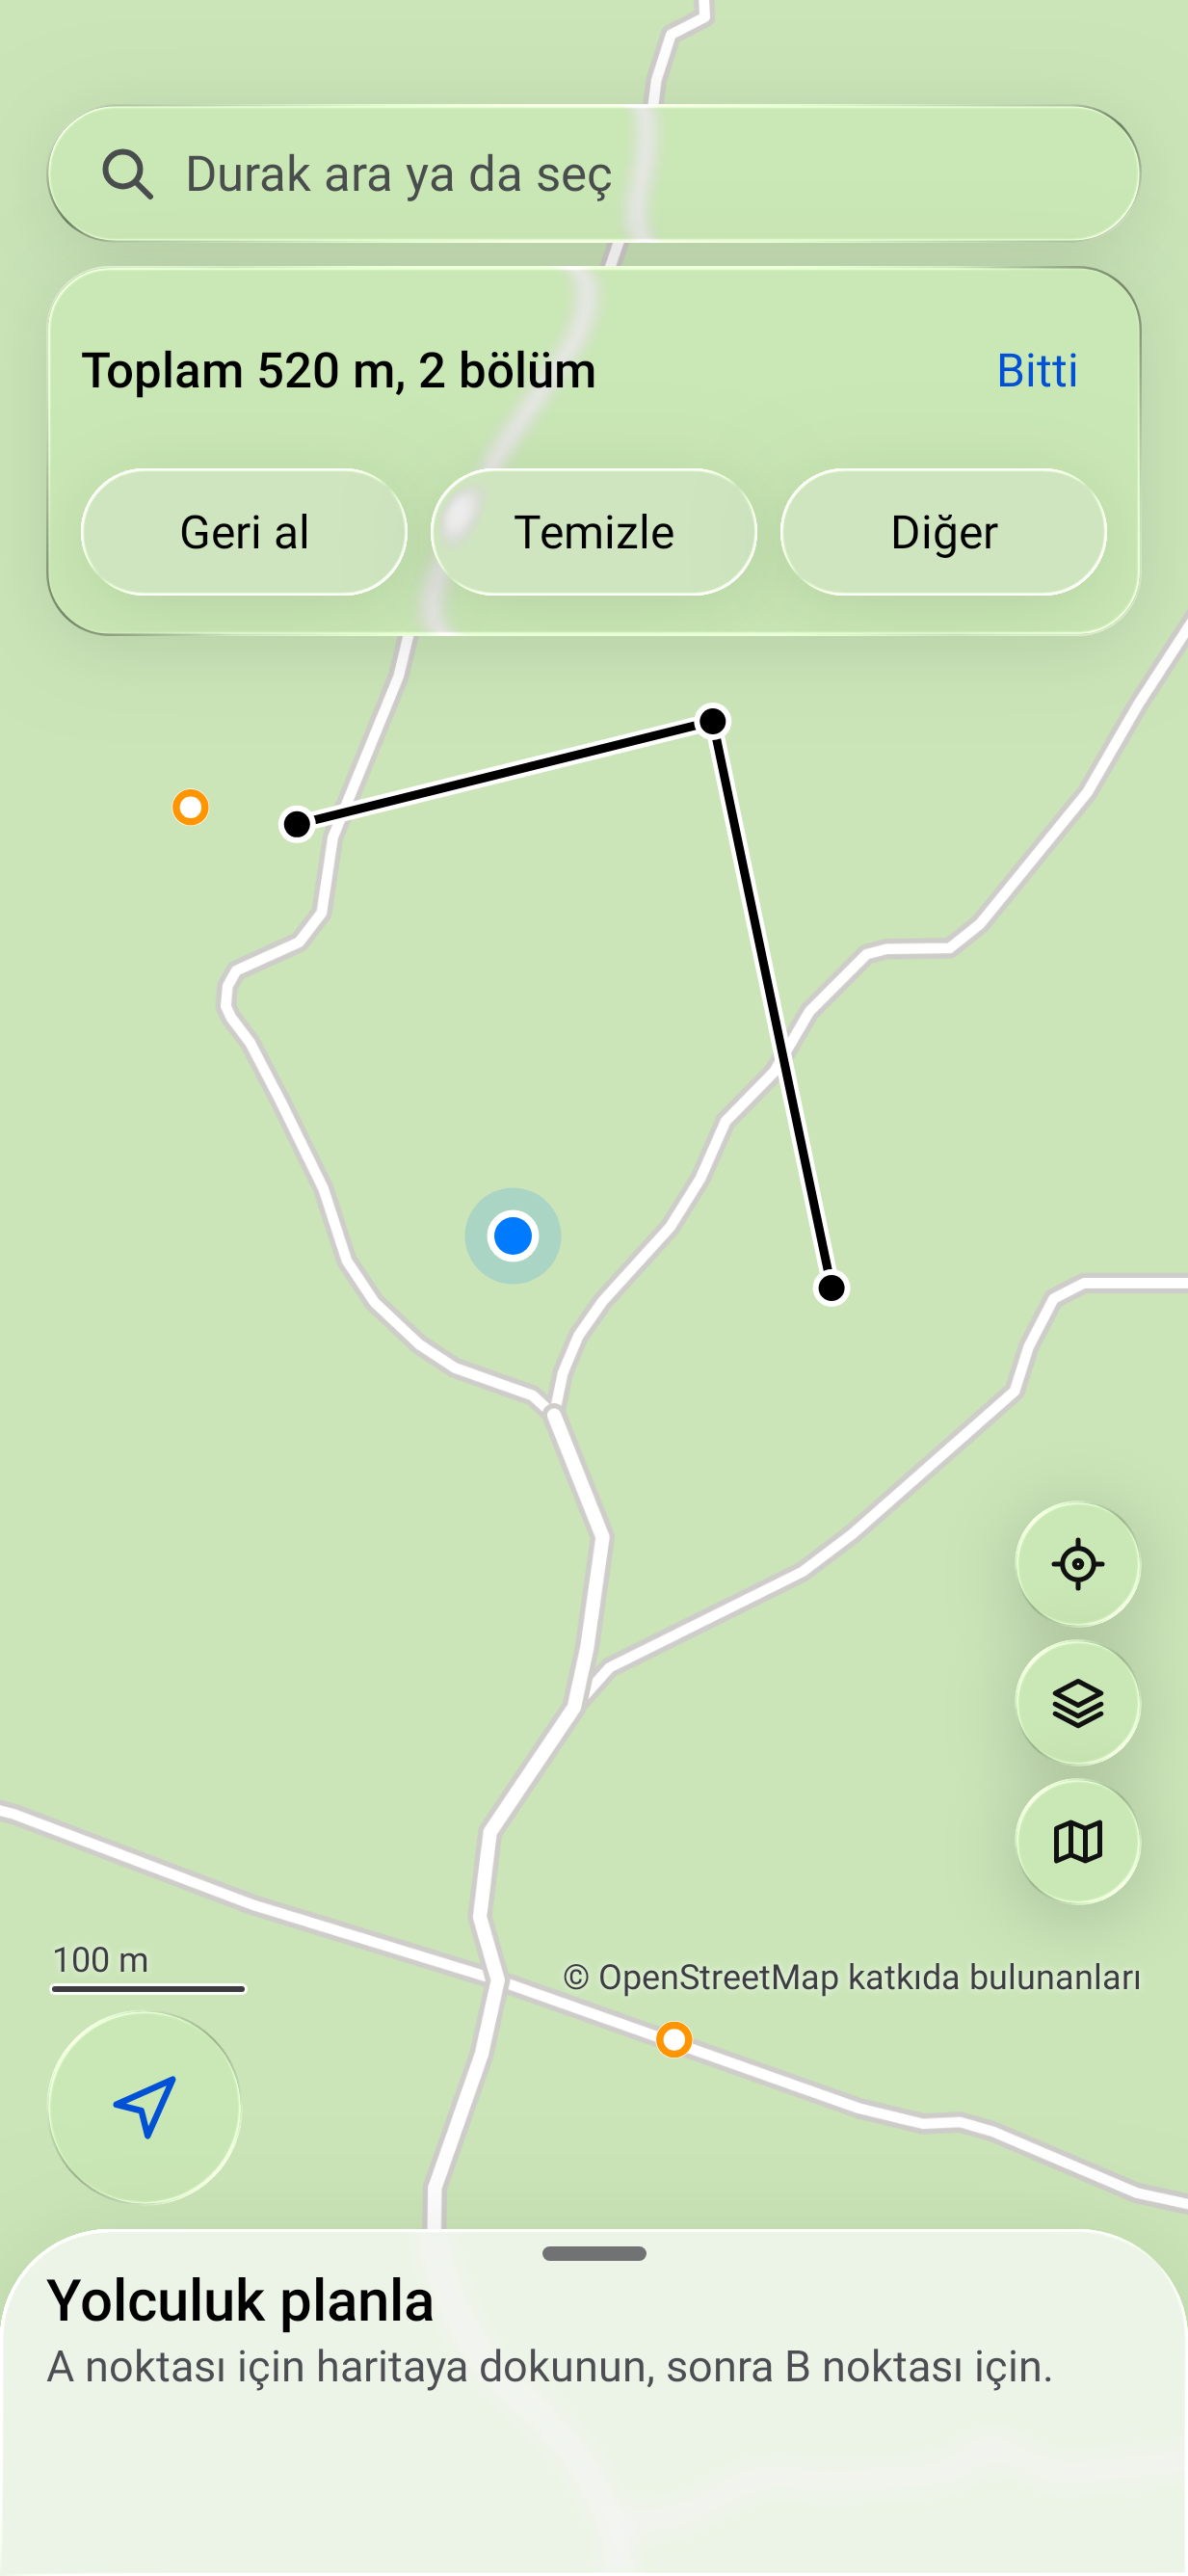 Durak ara ya da seç
Toplam 520 m, 2 bölüm
Bitti
Geri al
Temizle
Diğer
100 m
© OpenStreetMap katkıda bulunanları
Yolculuk planla
A noktası için haritaya dokunun, sonra B noktası için.